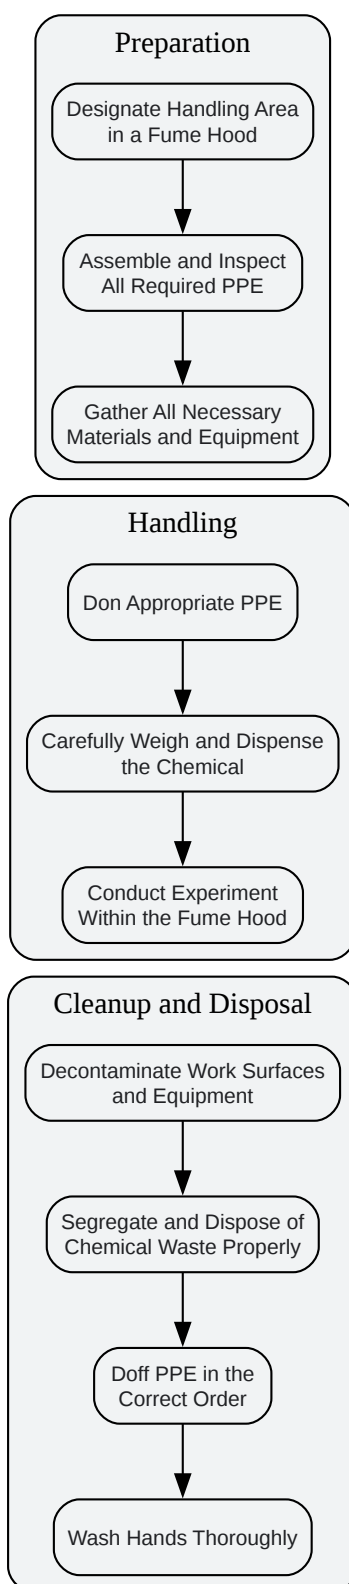 Preparation
Designate Handling Area
in a Fume Hood
Assemble and Inspect
All Required PPE
Gather All Necessary
Materials and Equipment
Handling
Don Appropriate PPE
Carefully Weigh and Dispense
the Chemical
Conduct Experiment
Within the Fume Hood
Cleanup and Disposal
Decontaminate Work Surfaces
and Equipment
Segregate and Dispose of
Chemical Waste Properly
Doff PPE in the
Correct Order
Wash Hands Thoroughly